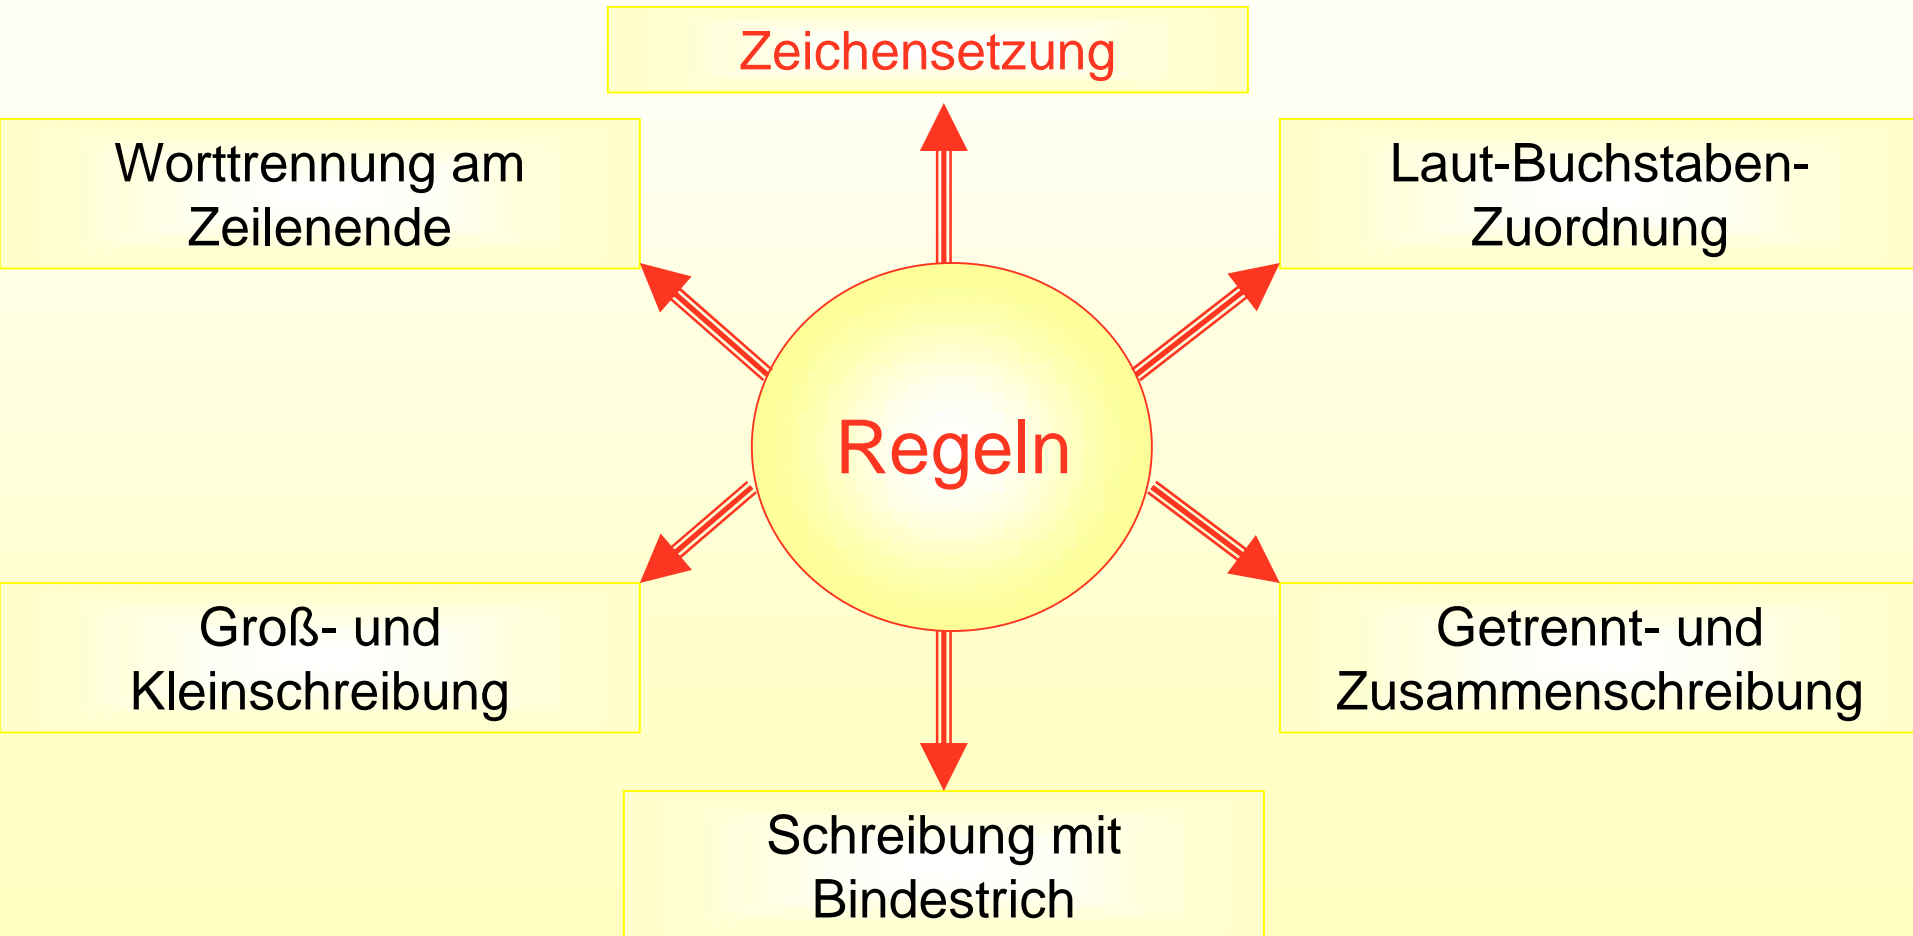 Zeichensetzung
Worttrennung am
Zeilenende
Laut-Buchstaben-
Zuordnung
Regeln
Groß- und
Kleinschreibung
Getrennt- und
Zusammenschreibung
Schreibung mit
Bindestrich